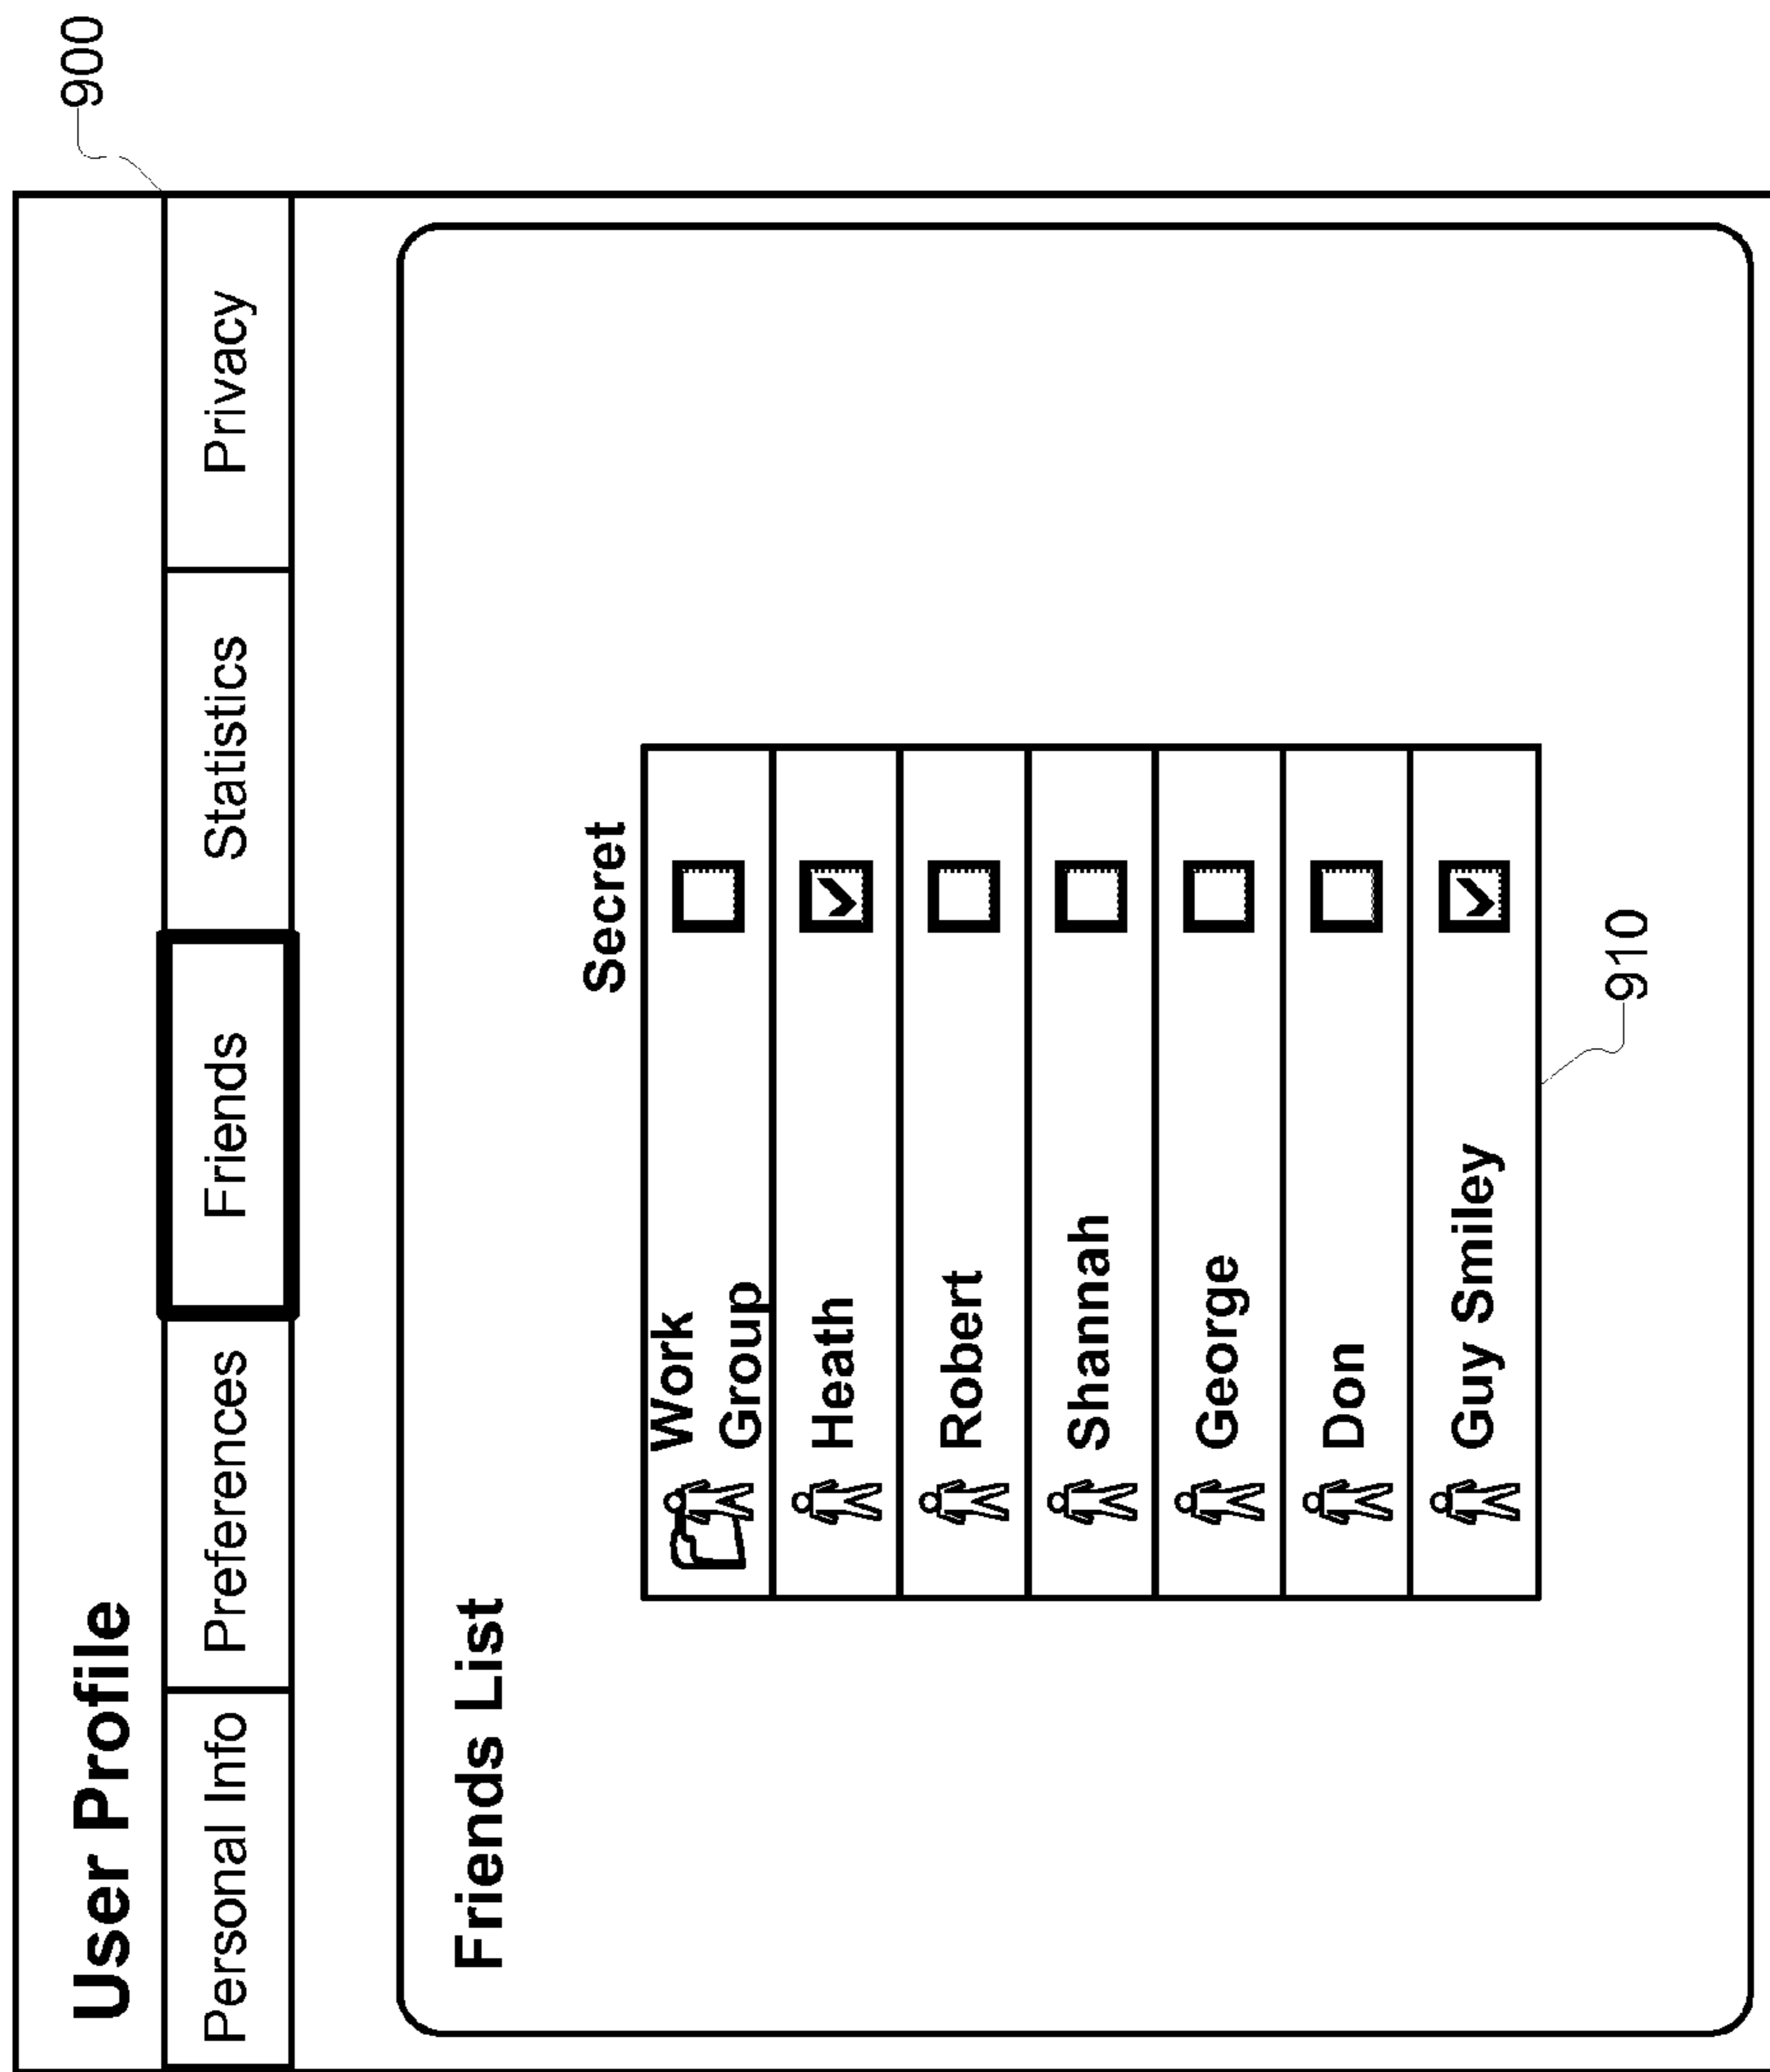 900
User Profile
Personal Info Preferences Friends Statistics Privacy
Friends List
Secret
Work
Group
Heath
Robert
Shannah
George
Don
Guy Smiley
910